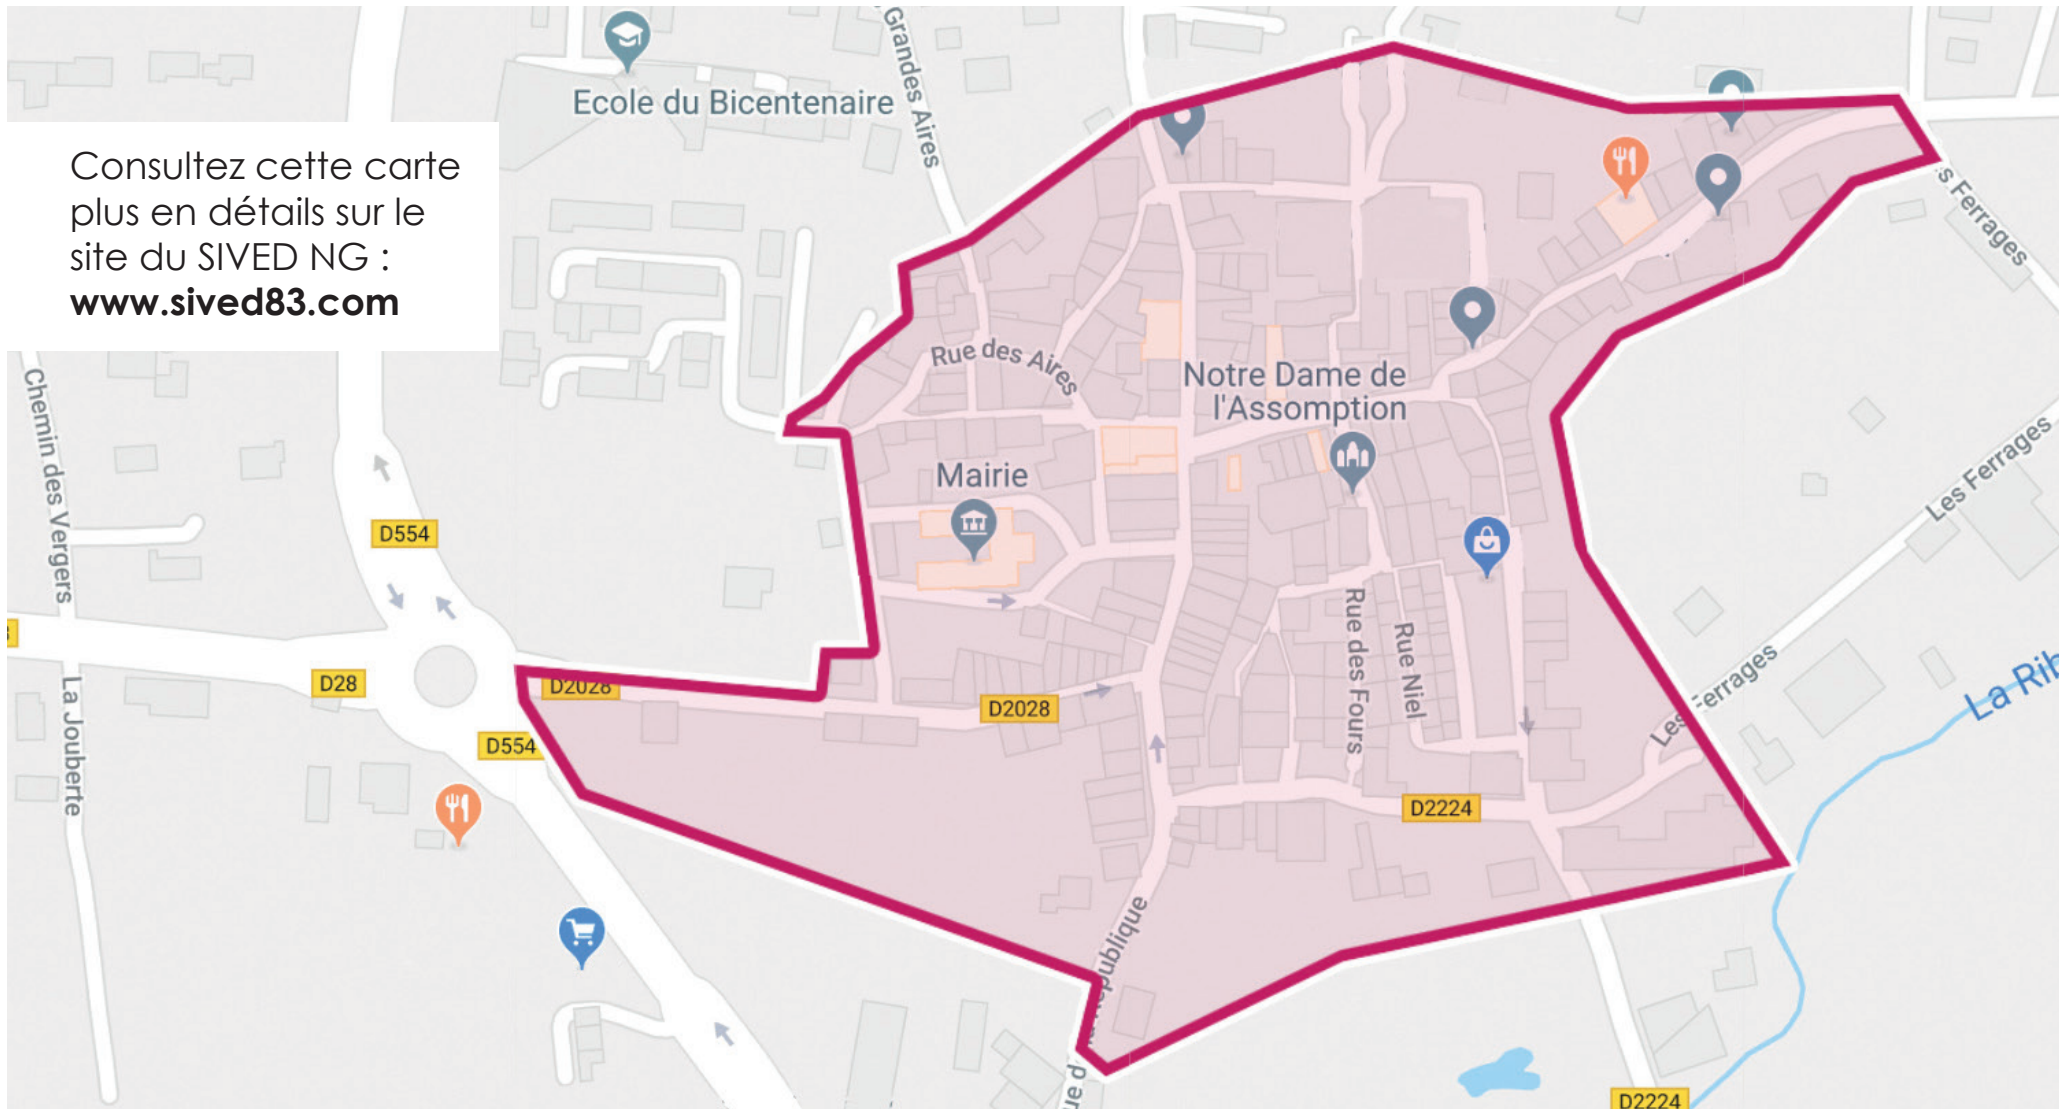 Consultez cette carte
plus en détails sur le
site du SIVED NG :
www.sived83.com
Ecole du Bicentenaire
Grandes Aires
Ferrages
Rue des Aires
Notre Dame de
l'Assomption
Mairie
Chemin des Vergers
Les Ferrages
D554
D28
D2028
D2028
D554
La Jouberte
Rue des Fours
Rue Niel
Les Ferrages
La Rib
D2224
République
D2224